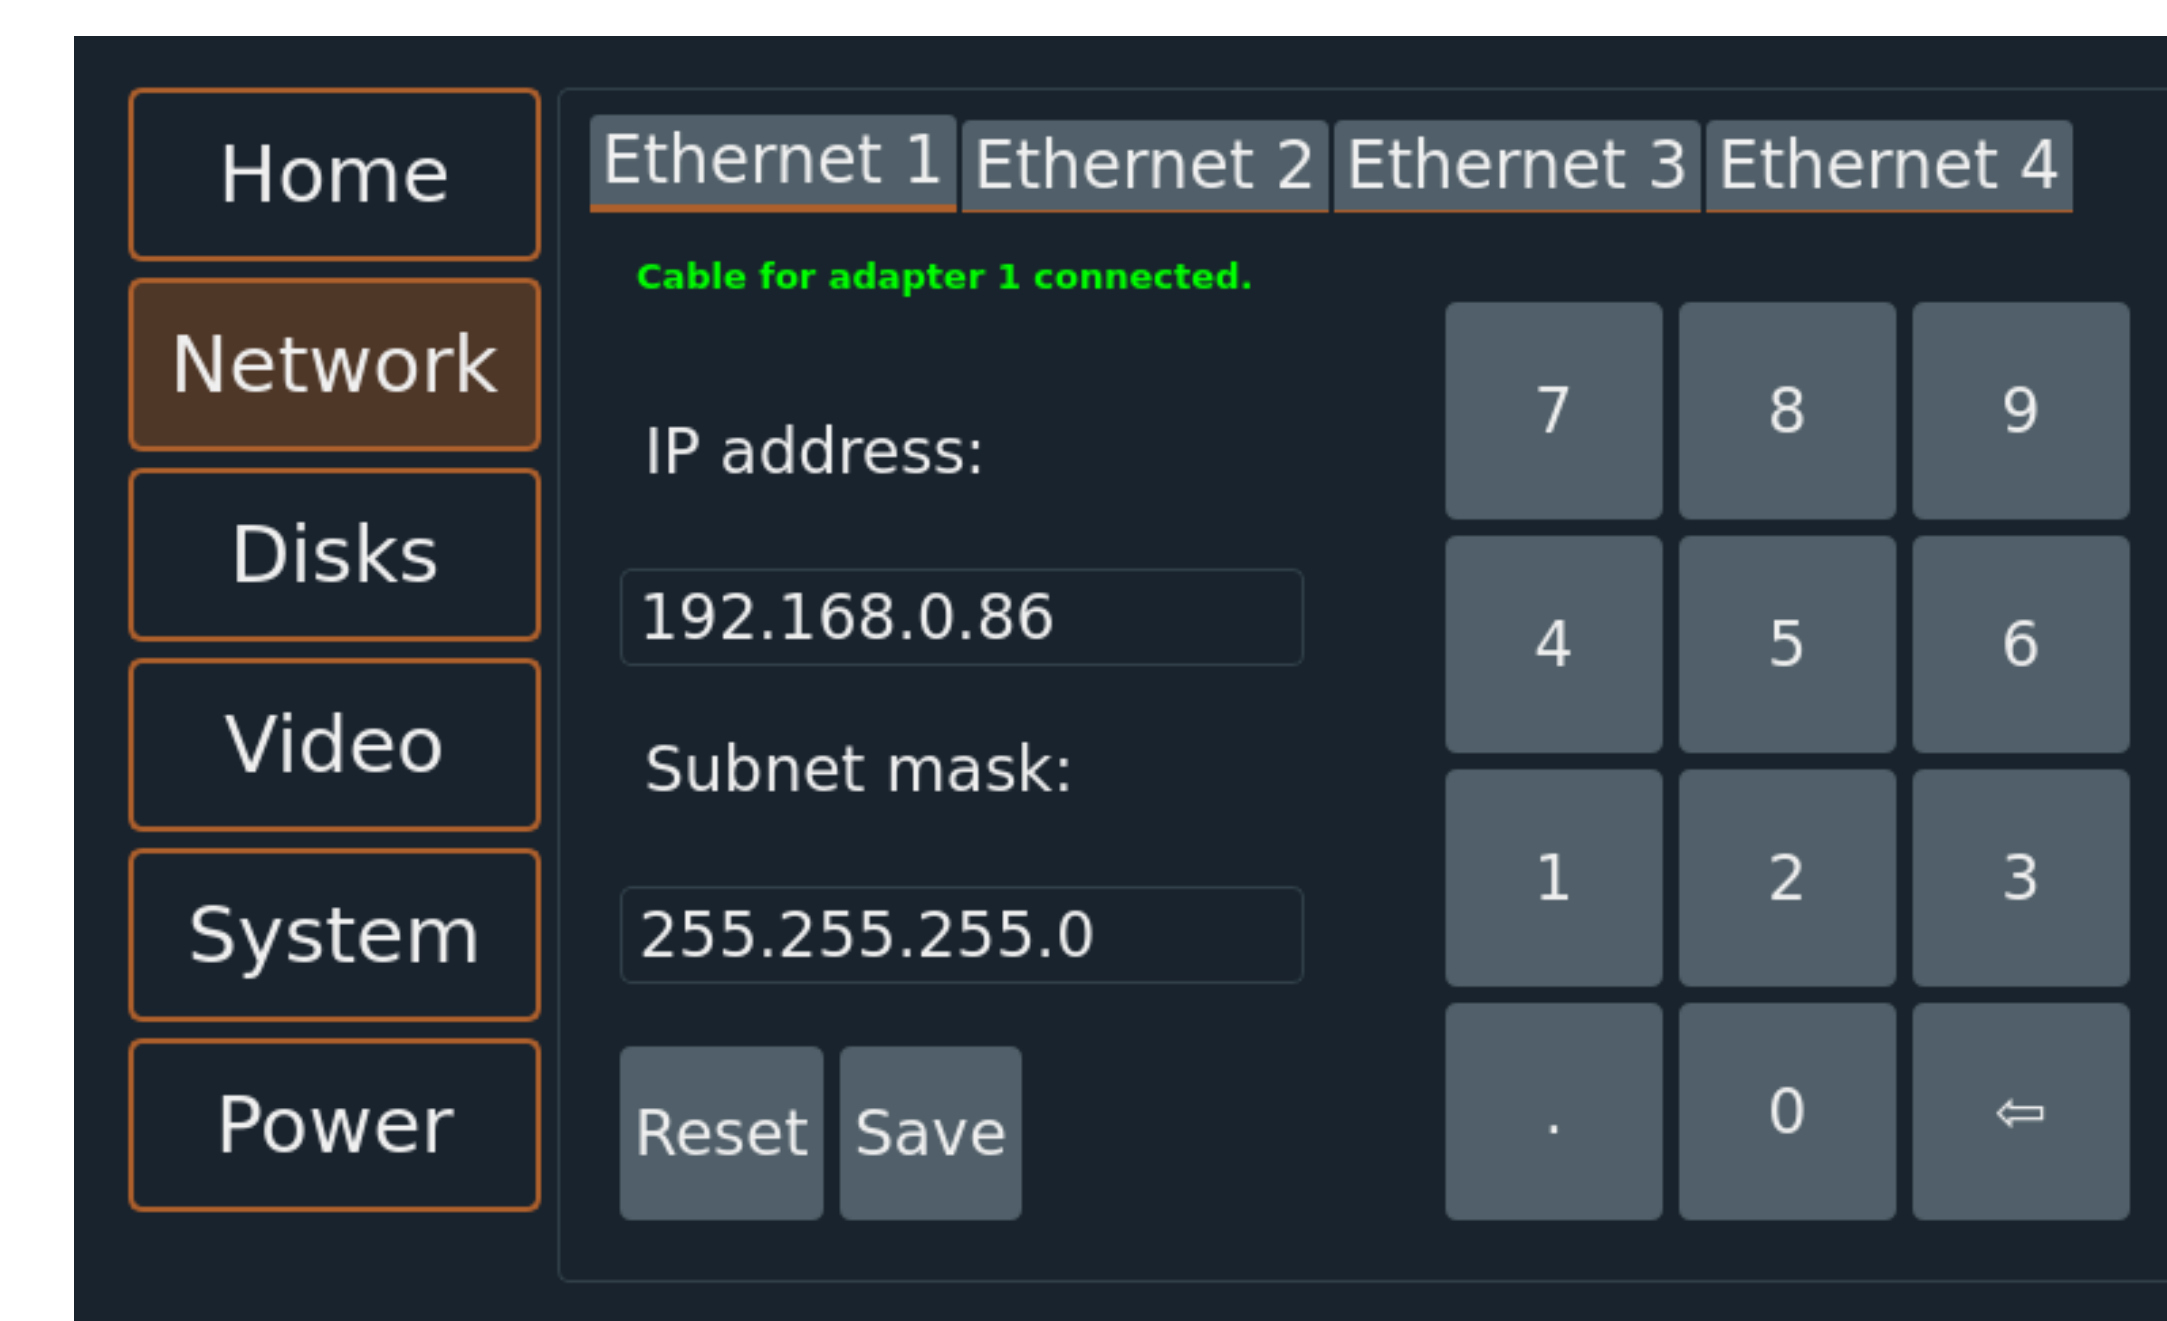 Home
Network
Disks
Video
System
Power
Ethernet 1 Ethernet 2 Ethernet 3 Ethernet 4
Cable for adapter 1 connected.
IP address:
192.168.0.86
Subnet mask:
255.255.255.0
Reset Save
7 8 9
4 5 6
1 2 3
. 0 ⇦